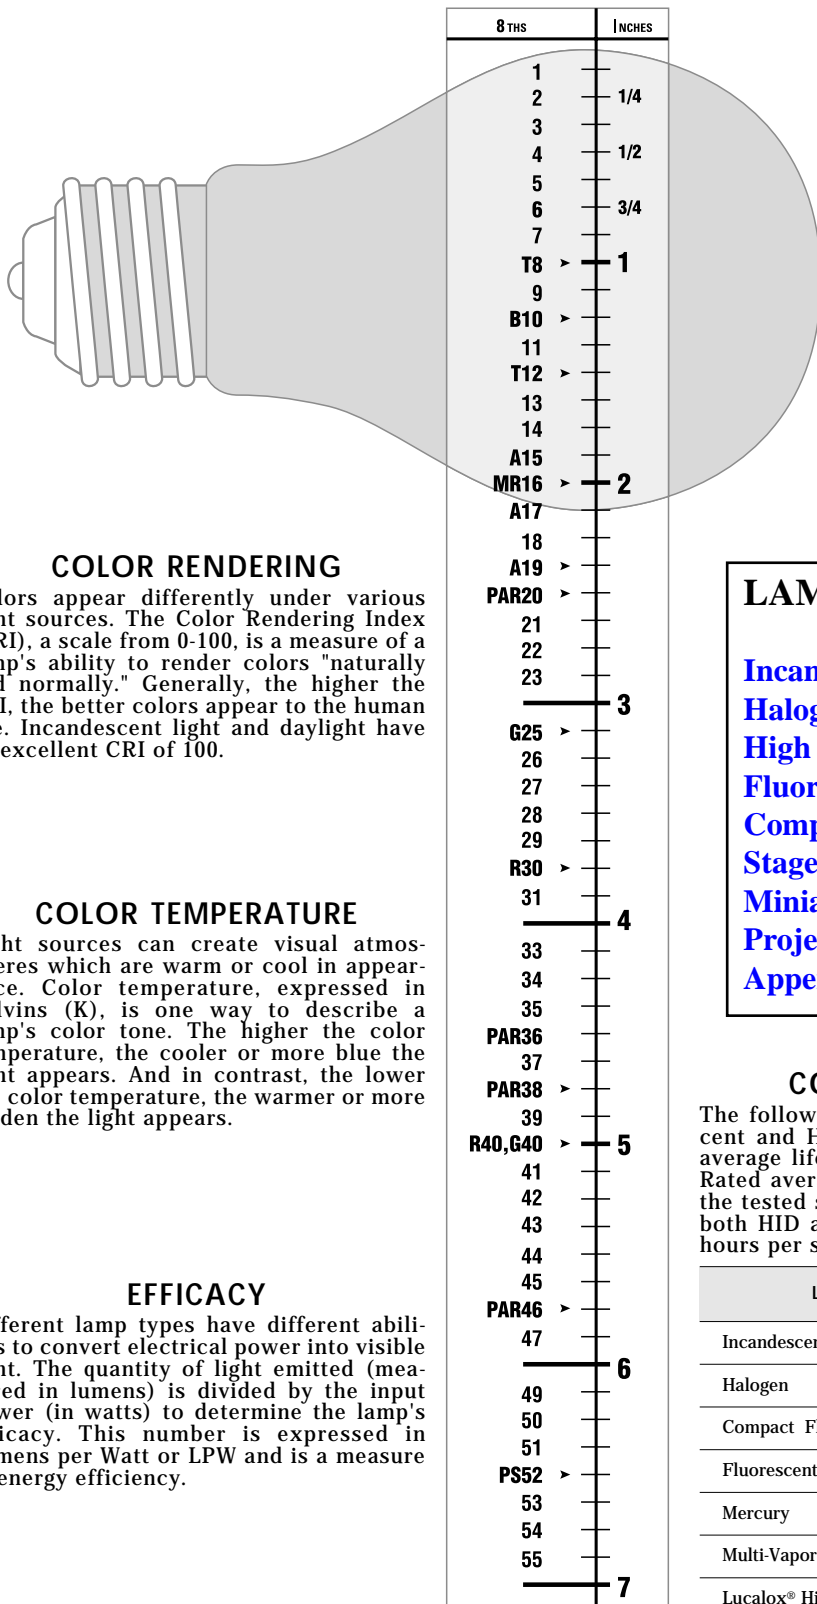 8 THS INCHES
1
2 1/4
3
4 1/2
5
6 3/4
7
T8 ➤ 1
9
B10 ➤
11
T12 ➤
13
14
A15
MR16 ➤ 2
A17
18
A19 ➤
PAR20 ➤
21
22
23
3
G25 ➤
26
27
28
29
R30 ➤
31
4
33
34
35
PAR36
37
PAR38 ➤
39
R40,G40 ➤ 5
41
42
43
44
45
PAR46 ➤
47
6
49
50
51
PS52 ➤
53
54
55
7
COLOR RENDERING
lors appear differently under various
ht sources. The Color Rendering Index
RI), a scale from 0-100, is a measure of a
mp's ability to render colors "naturally
d normally." Generally, the higher the
I, the better colors appear to the human
e. Incandescent light and daylight have
excellent CRI of 100.
COLOR TEMPERATURE
ht sources can create visual atmos-
eres which are warm or cool in appear-
ce. Color temperature, expressed in
lvins (K), is one way to describe a
mp's color tone. The higher the color
mperature, the cooler or more blue the
ht appears. And in contrast, the lower
color temperature, the warmer or more
lden the light appears.
EFFICACY
fferent lamp types have different abili-
s to convert electrical power into visible
ht. The quantity of light emitted (mea-
red in lumens) is divided by the input
wer (in watts) to determine the lamp's
icacy. This number is expressed in
mens per Watt or LPW and is a measure
energy efficiency.
LAM
Incan
Halog
High
Fluor
Comp
Stage
Minia
Proje
Appe
CO
The follow
cent and H
average life
Rated aver
the tested s
both HID a
hours per s
L
Incandescen
Halogen
Compact Fl
Fluorescent
Mercury
Multi-Vapor
Lucalox® Hi